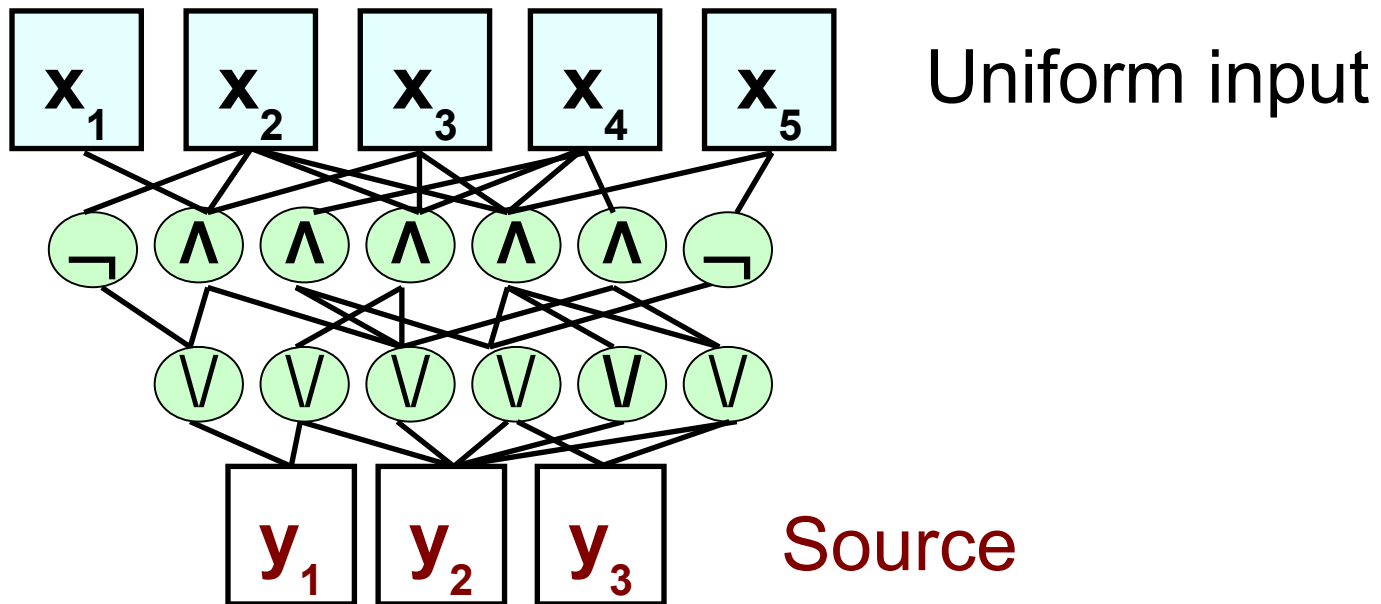 x₁ x₂ x₃ x₄ x₅ Uniform input
¬ ∧ ∧ ∧ ∧ ∧ ¬
∨ ∨ ∨ ∨ ∨ ∨
y₁ y₂ y₃ Source